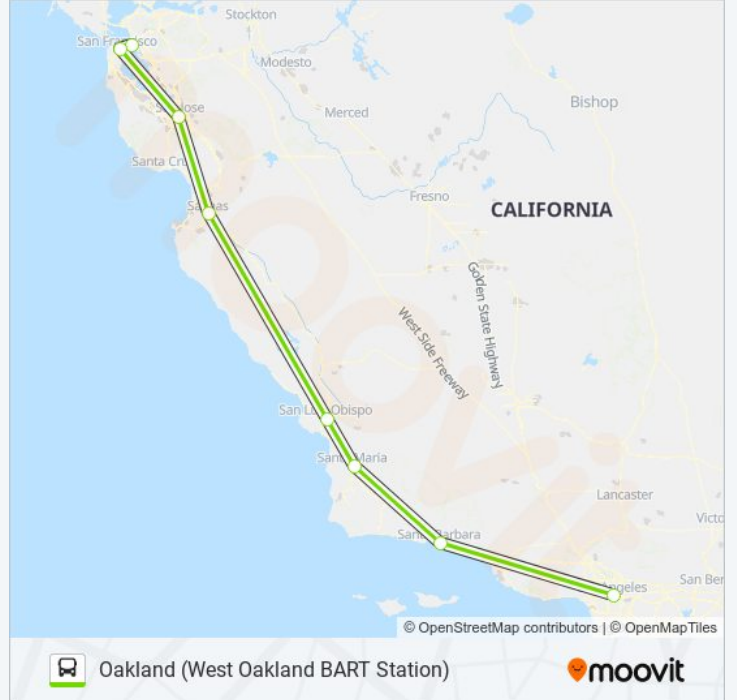 Stockton
San Francisco
Modesto
Bishop
San Jose
Merced
Santa Cruz
Fresno
Salinas
CALIFORNIA
Golden State Highway
West Side Freeway
San Luis Obispo
Santa Maria
Lancaster
Victo
Santa Barbara
San Ber
Angeles
© OpenStreetMap contributors | © OpenMapTiles
Oakland (West Oakland BART Station)
moovit